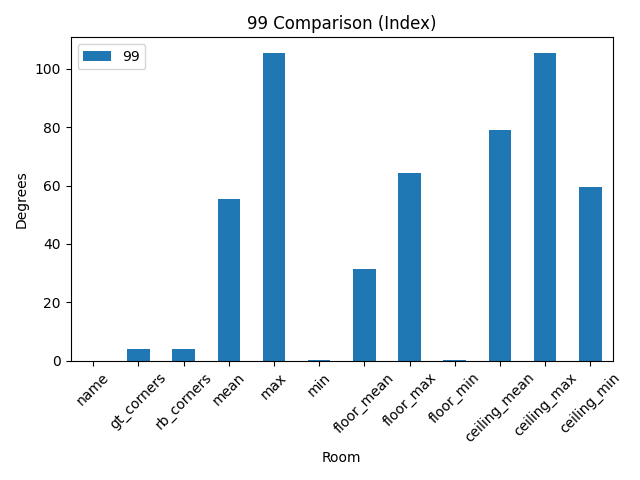 99 Comparison (Index)
99
Degrees
100
80
60
40
20
0
name
gt_corners
rb_corners
mean
max
min
floor_mean
floor_max
floor_min
ceiling_mean
ceiling_max
ceiling_min
Room